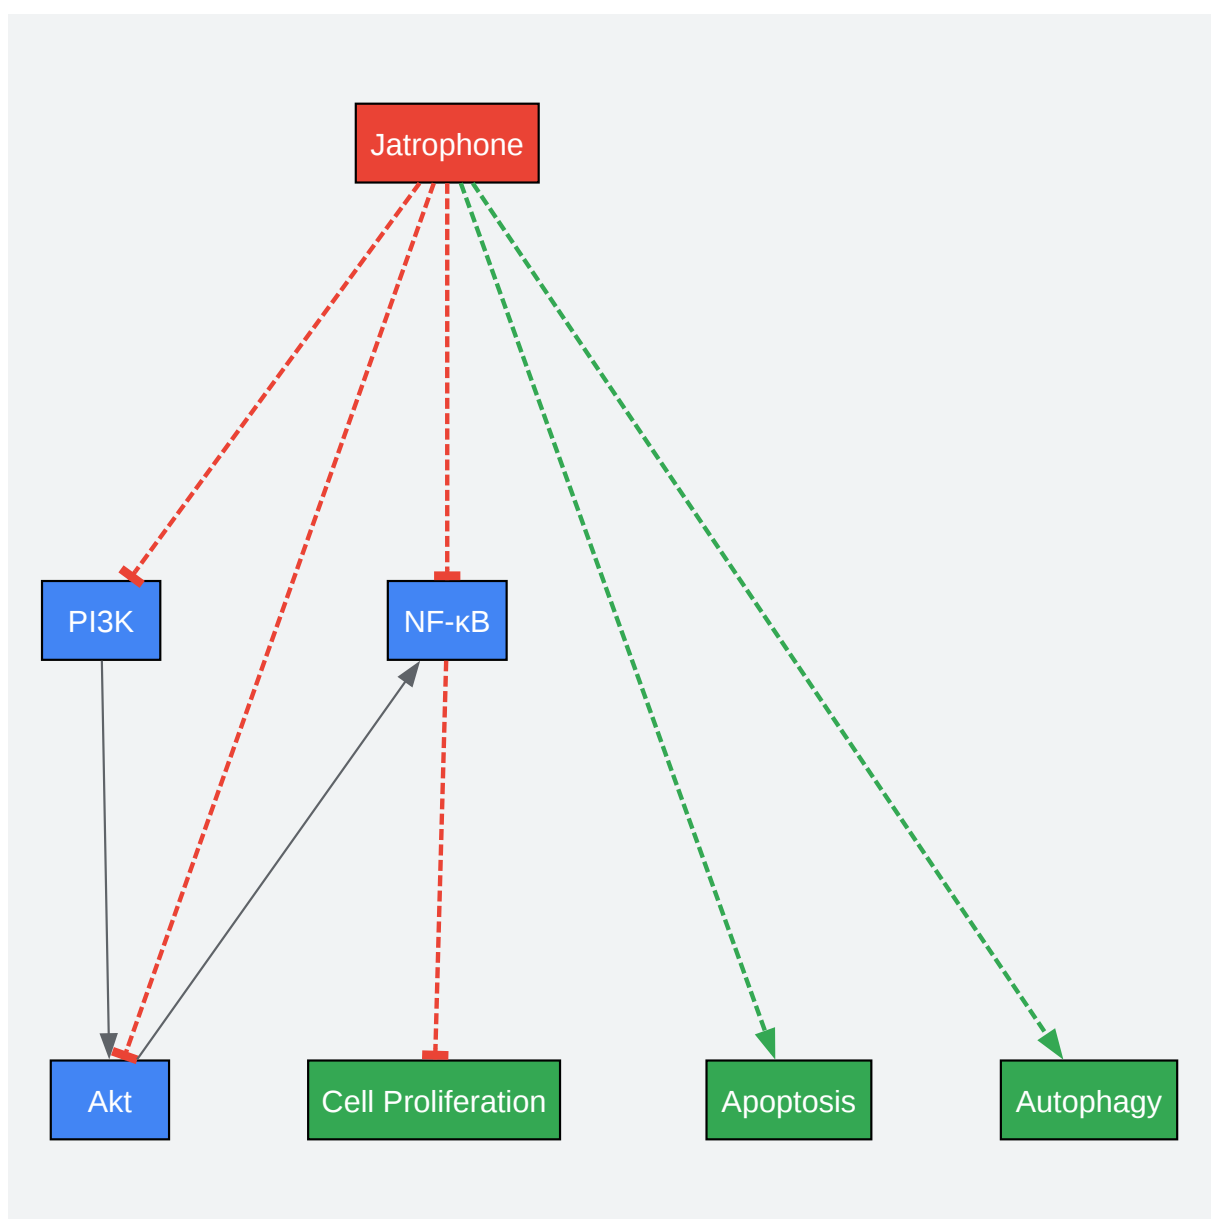 Jatrophone
PI3K
NF-κB
Akt
Cell Proliferation
Apoptosis
Autophagy